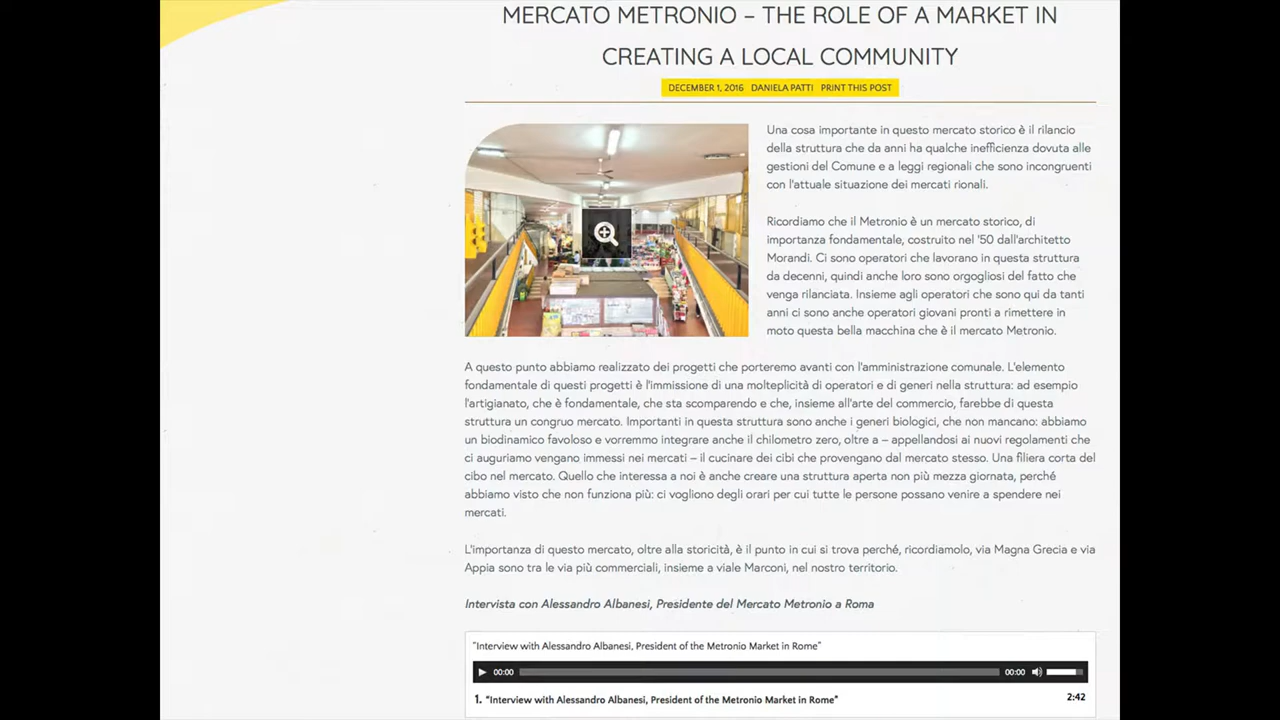 MERCATO METRONIO – THE ROLE OF A MARKET IN
CREATING A LOCAL COMMUNITY
DECEMBER 1, 2016 DANIELA PATTI PRINT THIS POST
Una cosa importante in questo mercato storico è il rilancio
della struttura che da anni ha qualche inefficienza dovuta alle
gestioni del Comune e a leggi regionali che sono incongruenti
con l'attuale situazione dei mercati rionali.
Ricordiamo che il Metronio è un mercato storico, di
importanza fondamentale, costruito nel '50 dall'architetto
Morandi. Ci sono operatori che lavorano in questa struttura
da decenni, quindi anche loro sono orgogliosi del fatto che
venga rilanciata. Insieme agli operatori che sono qui da tanti
anni ci sono anche operatori giovani pronti a rimettere in
moto questa bella macchina che è il mercato Metronio.
A questo punto abbiamo realizzato dei progetti che porteremo avanti con l'amministrazione comunale. L'elemento
fondamentale di questi progetti è l'immissione di una molteplicità di operatori e di generi nella struttura: ad esempio
l'artigianato, che è fondamentale, che sta scomparendo e che, insieme all'arte del commercio, farebbe di questa
struttura un congruo mercato. Importanti in questa struttura sono anche i generi biologici, che non mancano: abbiamo
un biodinamico favoloso e vorremmo integrare anche il chilometro zero, oltre a – appellandosi ai nuovi regolamenti che
ci auguriamo vengano immessi nei mercati – il cucinare dei cibi che provengano dal mercato stesso. Una filiera corta del
cibo nel mercato. Quello che interessa a noi è anche creare una struttura aperta non più mezza giornata, perché
abbiamo visto che non funziona più: ci vogliono degli orari per cui tutte le persone possano venire a spendere nei
mercati.
L'importanza di questo mercato, oltre alla storicità, è il punto in cui si trova perché, ricordiamolo, via Magna Grecia e via
Appia sono tra le via più commerciali, insieme a viale Marconi, nel nostro territorio.
Intervista con Alessandro Albanesi, Presidente del Mercato Metronio a Roma
"Interview with Alessandro Albanesi, President of the Metronio Market in Rome"
00:00 00:00
1. "Interview with Alessandro Albanesi, President of the Metronio Market in Rome" 2:42